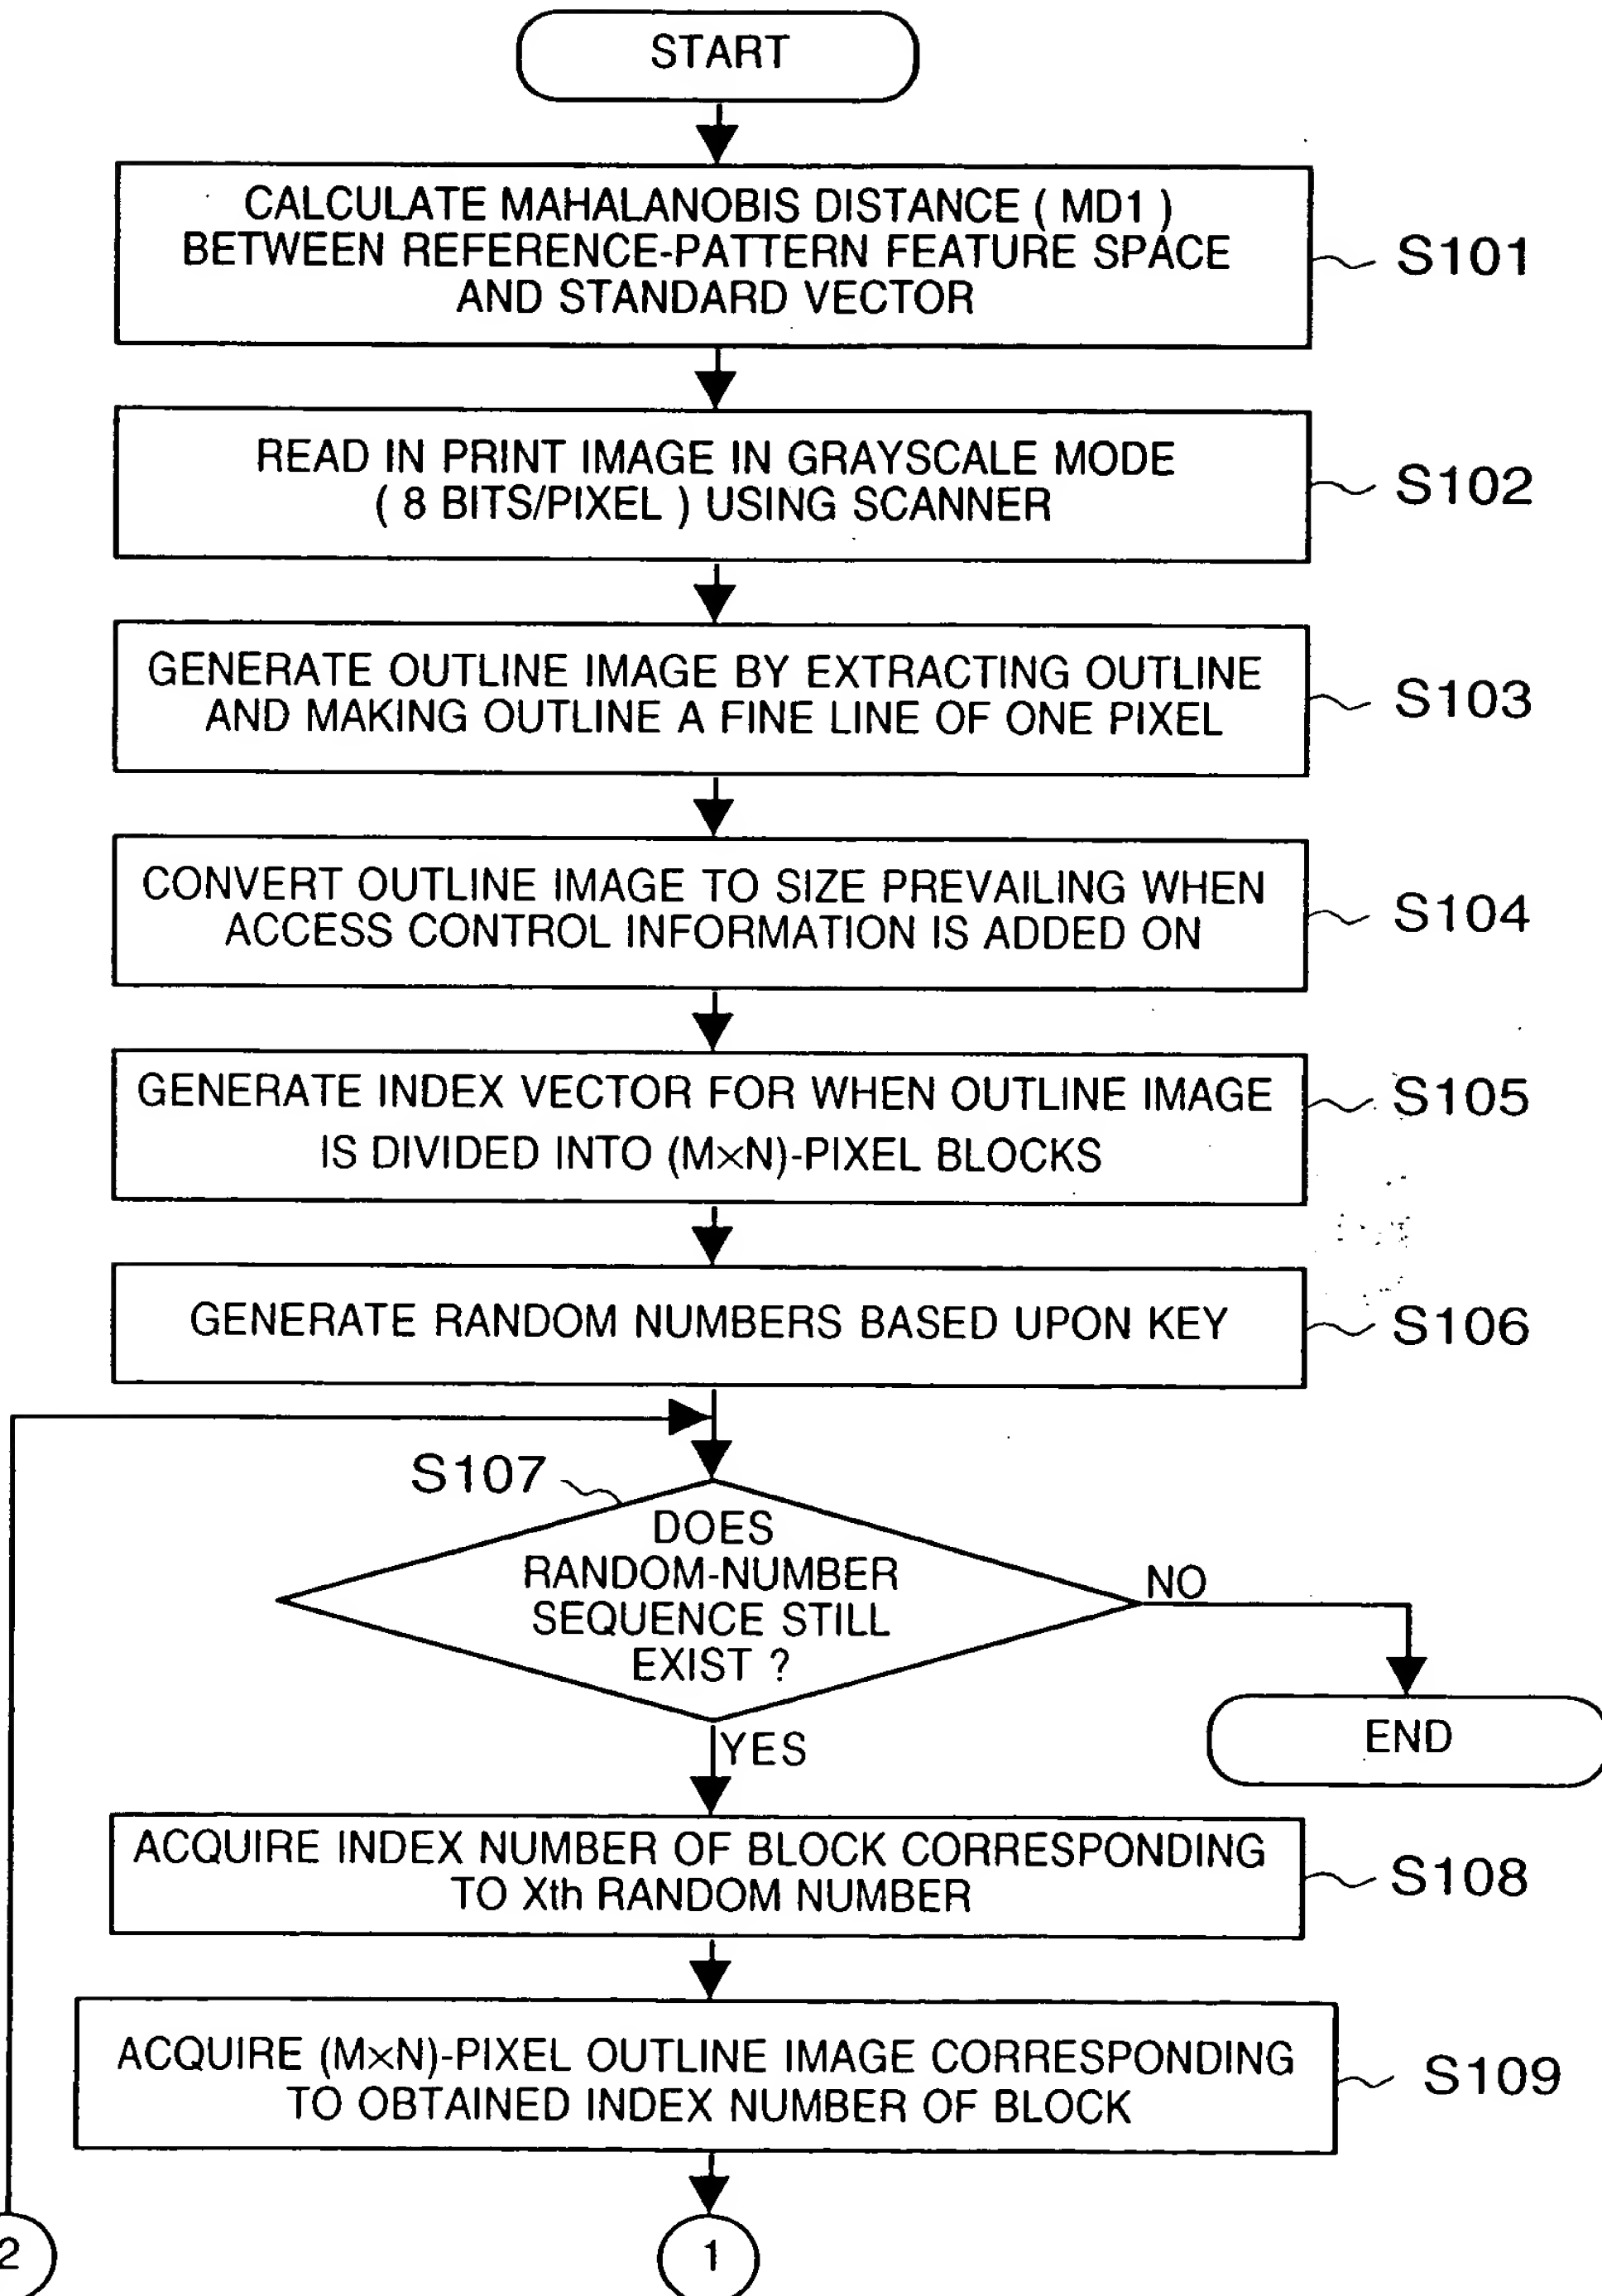 START
CALCULATE MAHALANOBIS DISTANCE ( MD1 )
BETWEEN REFERENCE-PATTERN FEATURE SPACE
AND STANDARD VECTOR
S101
READ IN PRINT IMAGE IN GRAYSCALE MODE
( 8 BITS/PIXEL ) USING SCANNER
S102
GENERATE OUTLINE IMAGE BY EXTRACTING OUTLINE
AND MAKING OUTLINE A FINE LINE OF ONE PIXEL
S103
CONVERT OUTLINE IMAGE TO SIZE PREVAILING WHEN
ACCESS CONTROL INFORMATION IS ADDED ON
S104
GENERATE INDEX VECTOR FOR WHEN OUTLINE IMAGE
IS DIVIDED INTO (M×N)-PIXEL BLOCKS
S105
GENERATE RANDOM NUMBERS BASED UPON KEY
S106
S107
DOES
RANDOM-NUMBER
SEQUENCE STILL
EXIST ?
NO
END
YES
ACQUIRE INDEX NUMBER OF BLOCK CORRESPONDING
TO Xth RANDOM NUMBER
S108
ACQUIRE (M×N)-PIXEL OUTLINE IMAGE CORRESPONDING
TO OBTAINED INDEX NUMBER OF BLOCK
S109
2
1